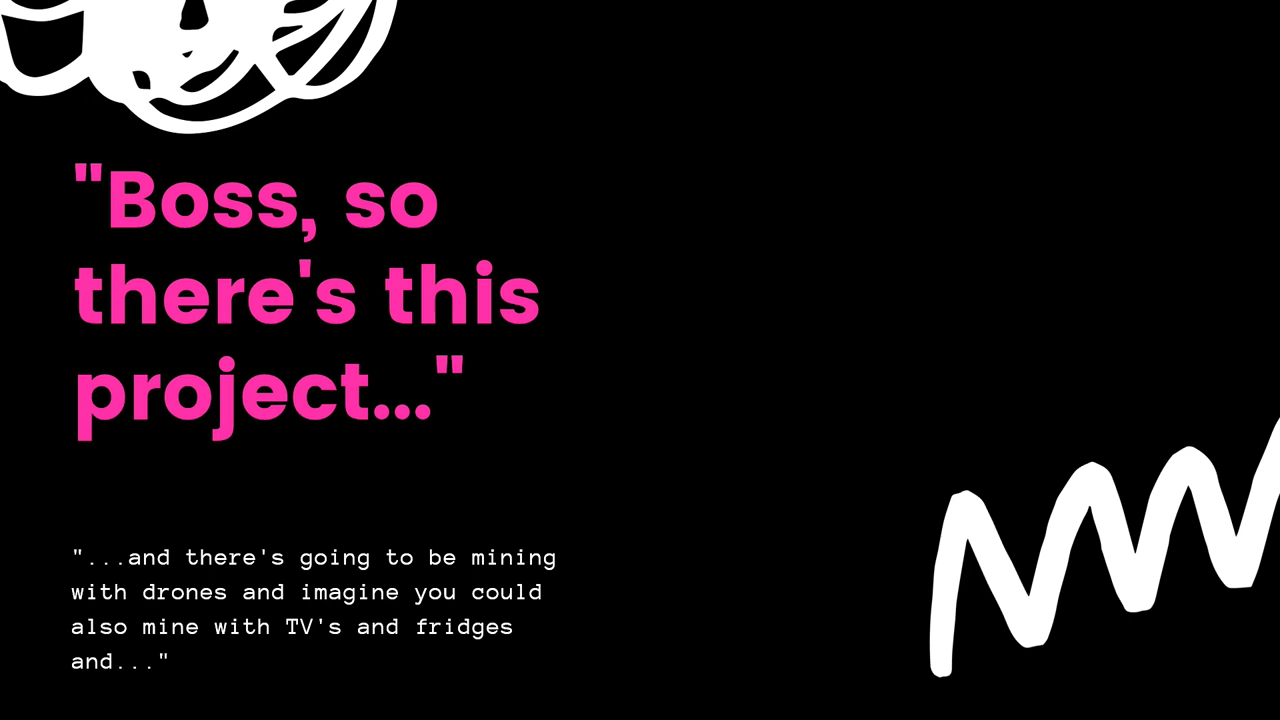 "Boss, so
there's this
project..."
"...and there's going to be mining
with drones and imagine you could
also mine with TV's and fridges
and..."